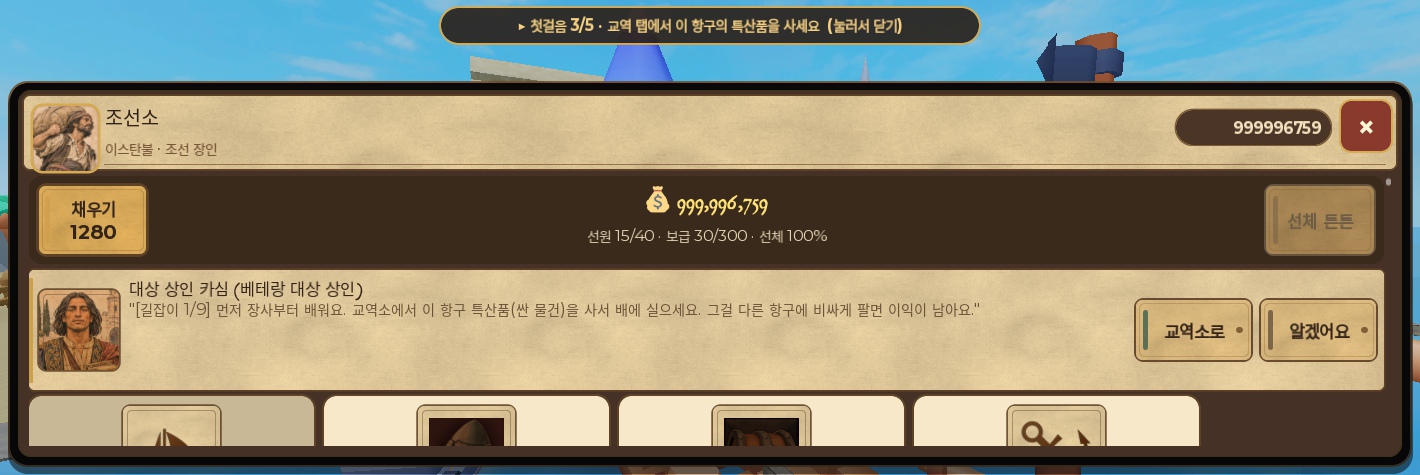 ▸ 첫걸음 3/5 · 교역 탭에서 이 항구의 특산품을 사세요 (눌러서 닫기)
조선소
이스탄불 · 조선 장인
999996759
×
채우기
1280
999,996,759
선원 15/40 · 보급 30/300 · 선체 100%
선체 튼튼
대상 상인 카심 (베테랑 대상 상인)
"[길잡이 1/9] 먼저 장사부터 배워요. 교역소에서 이 항구 특산품(싼 물건)을 사서 배에 실으세요. 그걸 다른 항구에 비싸게 팔면 이익이 남아요."
교역소로
알겠어요